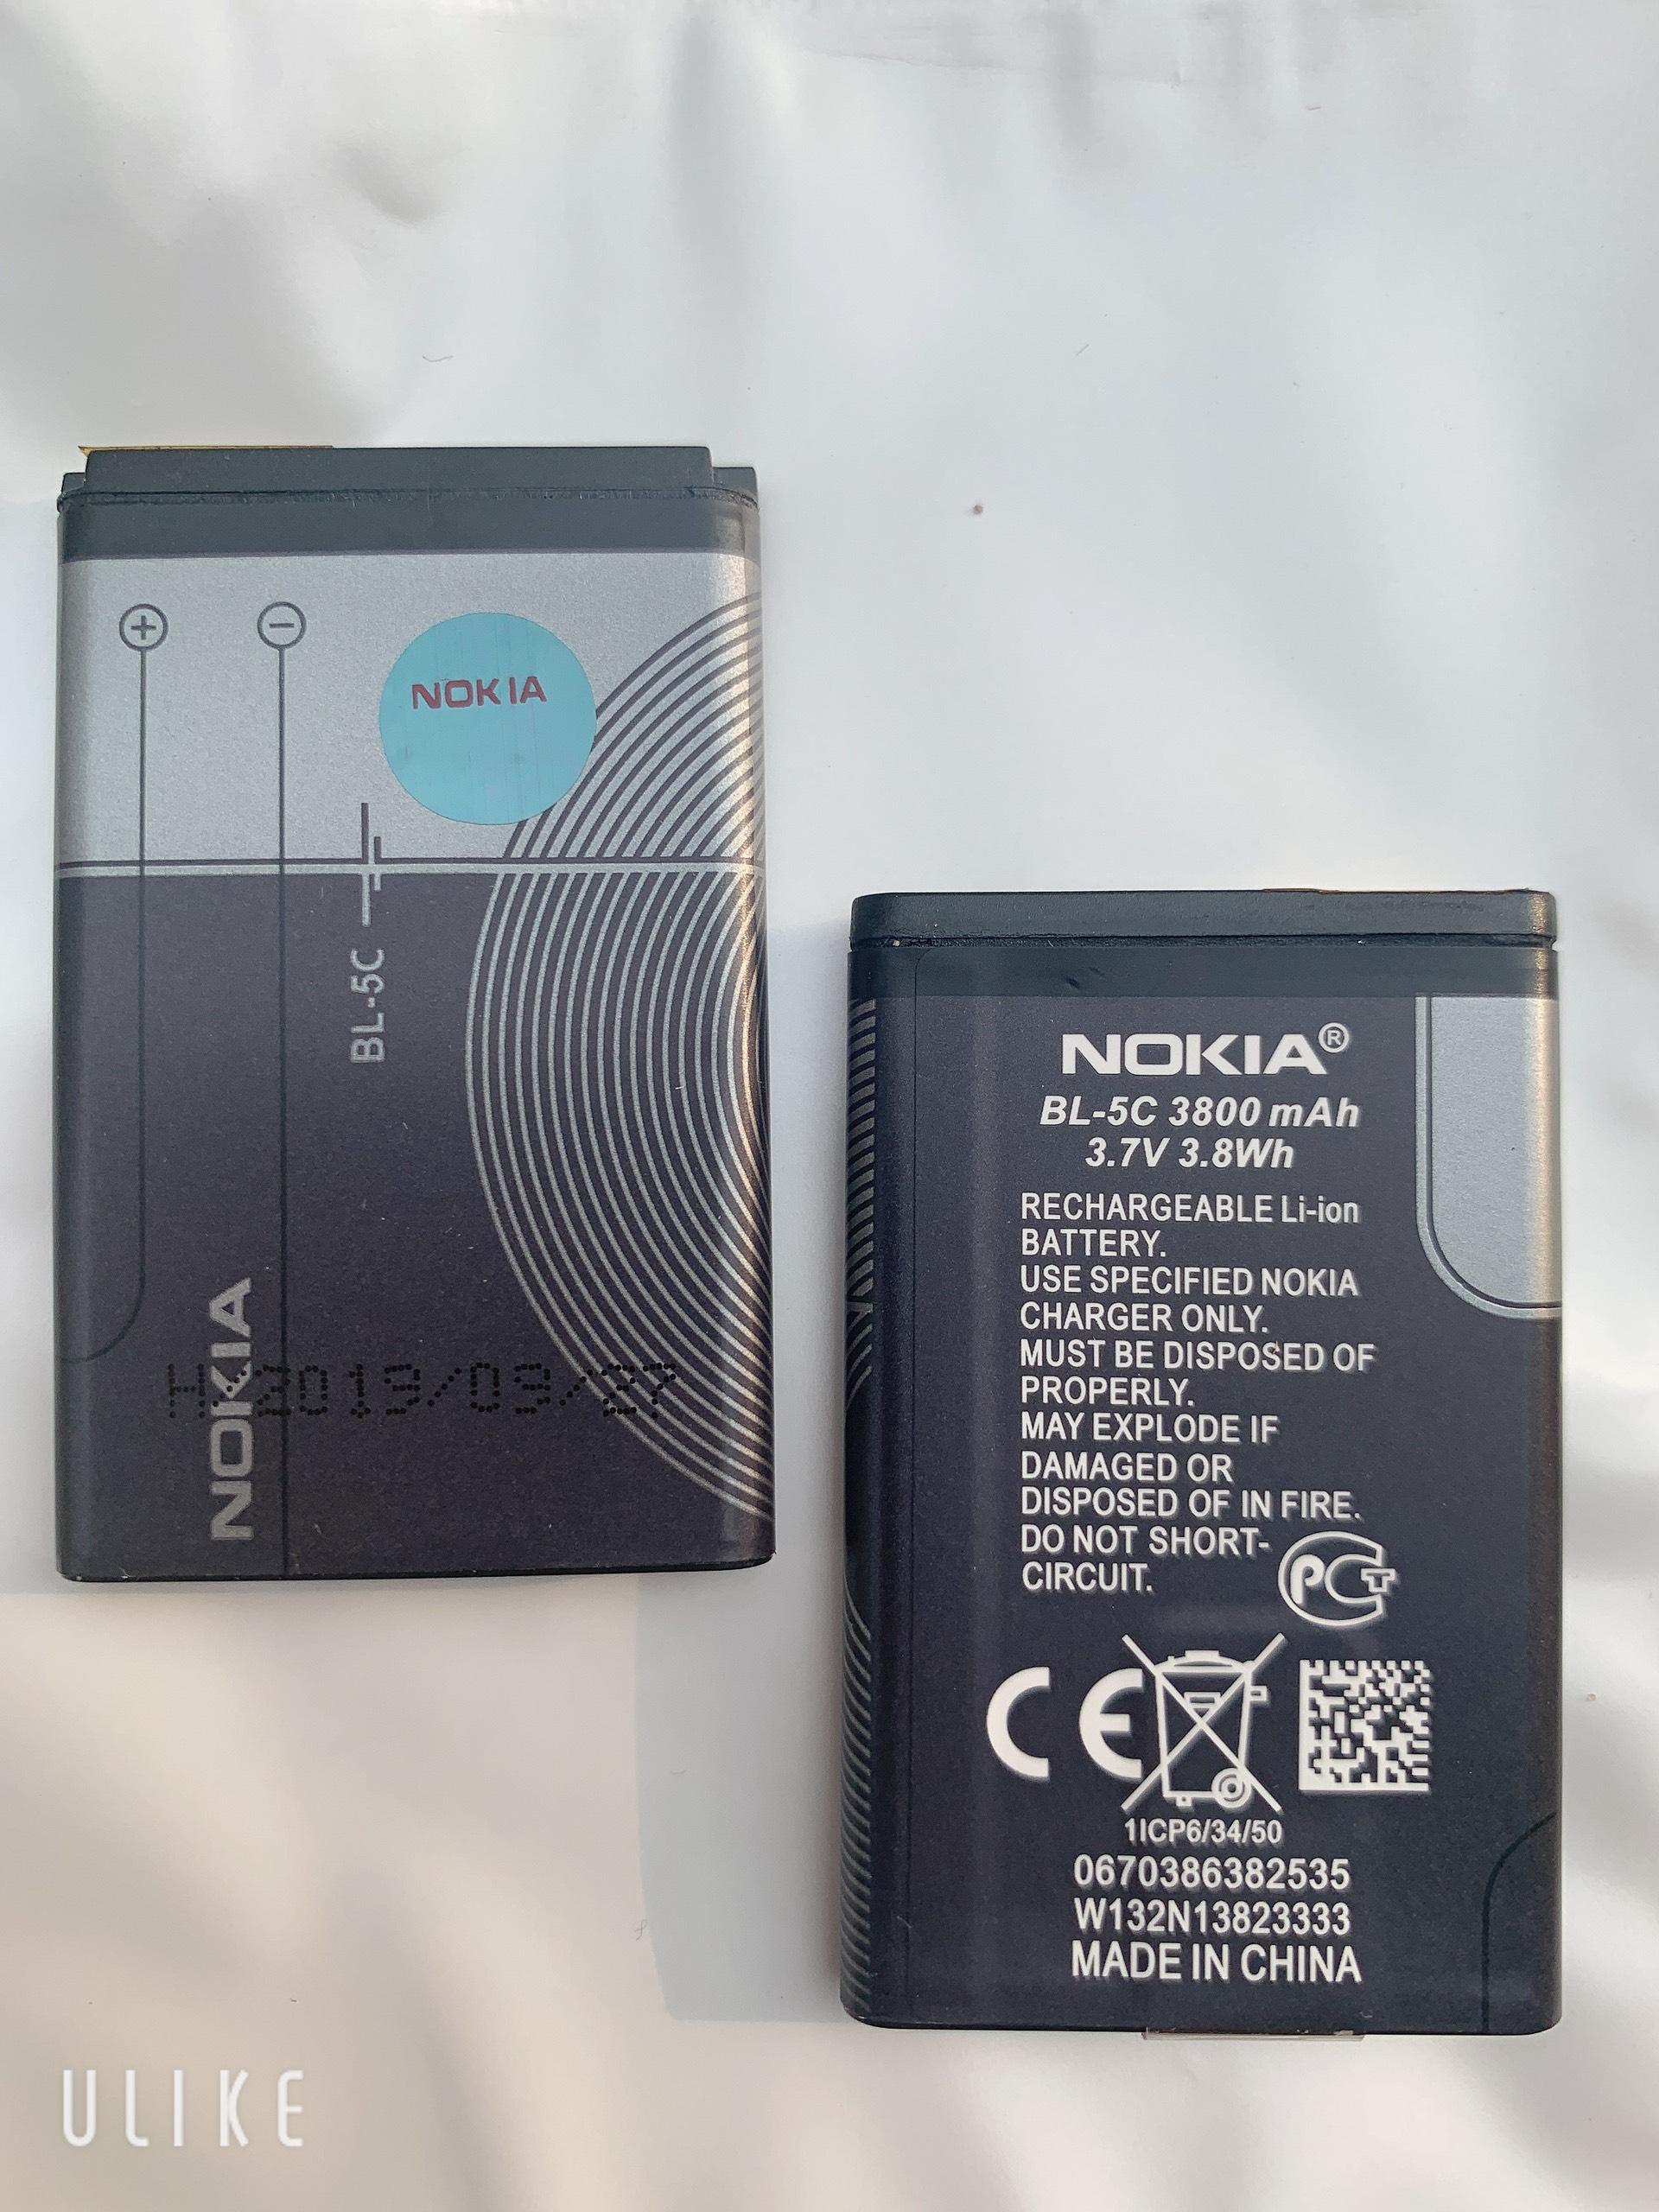 NOKIA
BL-5C
NOKIA
H 2019/09/27
NOKIA®
BL-5C 3800 mAh
3.7V 3.8Wh
RECHARGEABLE Li-ion
BATTERY.
USE SPECIFIED NOKIA
CHARGER ONLY.
MUST BE DISPOSED OF
PROPERLY.
MAY EXPLODE IF
DAMAGED OR
DISPOSED OF IN FIRE.
DO NOT SHORT-
CIRCUIT.
PCT
CE
1ICP6/34/50
0670386382535
W132N13823333
MADE IN CHINA
ULIKE